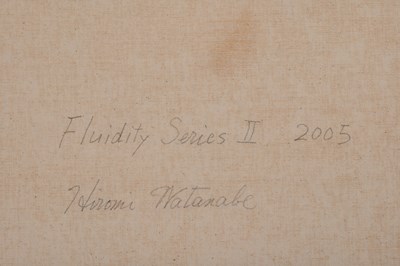 Fluidity Series II 2005
Hiromi Watanabe